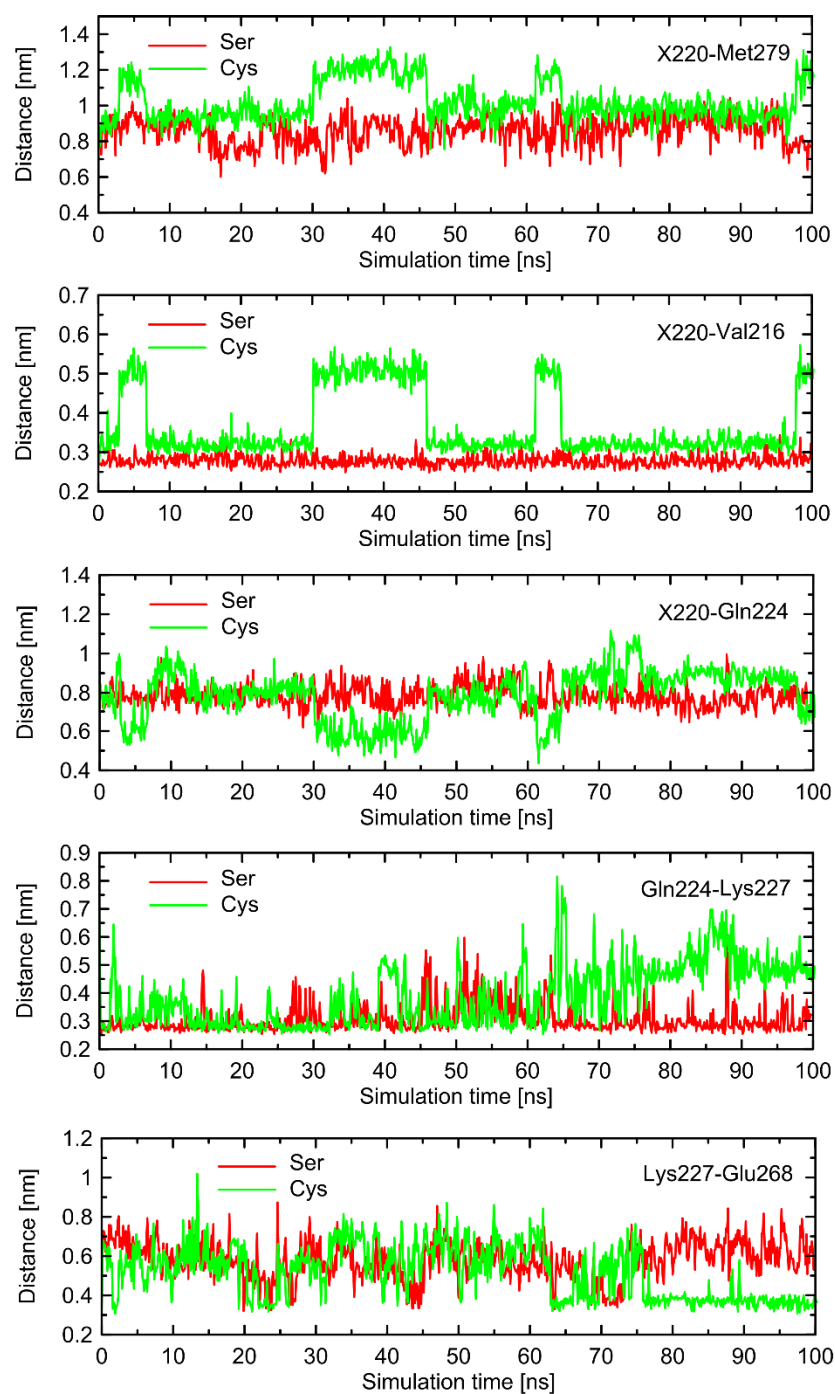 1.4
1.2
1
0.8
0.6
0.4
Distance [nm]
Ser
Cys
X220-Met279
0 10 20 30 40 50 60 70 80 90 100
Simulation time [ns]
0.7
0.6
0.5
0.4
0.3
0.2
Distance [nm]
Ser
Cys
X220-Val216
0 10 20 30 40 50 60 70 80 90 100
Simulation time [ns]
1.4
1.2
1
0.8
0.6
0.4
Distance [nm]
Ser
Cys
X220-Gln224
0 10 20 30 40 50 60 70 80 90 100
Simulation time [ns]
0.9
0.8
0.7
0.6
0.5
0.4
0.3
0.2
Distance [nm]
Ser
Cys
Gln224-Lys227
0 10 20 30 40 50 60 70 80 90 100
Simulation time [ns]
1.2
1
0.8
0.6
0.4
0.2
Distance [nm]
Ser
Cys
Lys227-Glu268
0 10 20 30 40 50 60 70 80 90 100
Simulation time [ns]